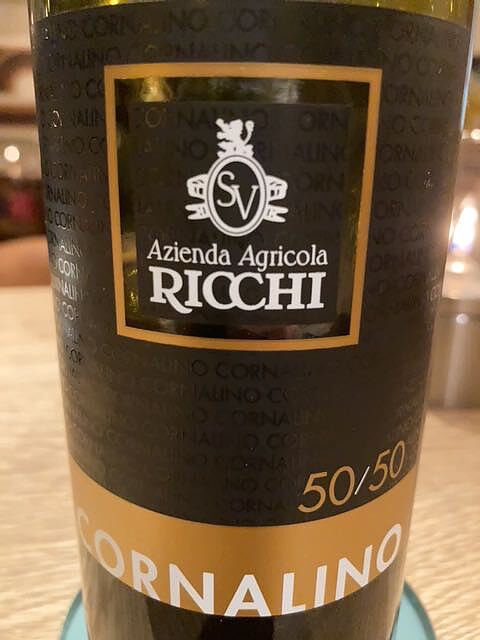 SV
Azienda Agricola
RICCHI
50/50
CORNALINO